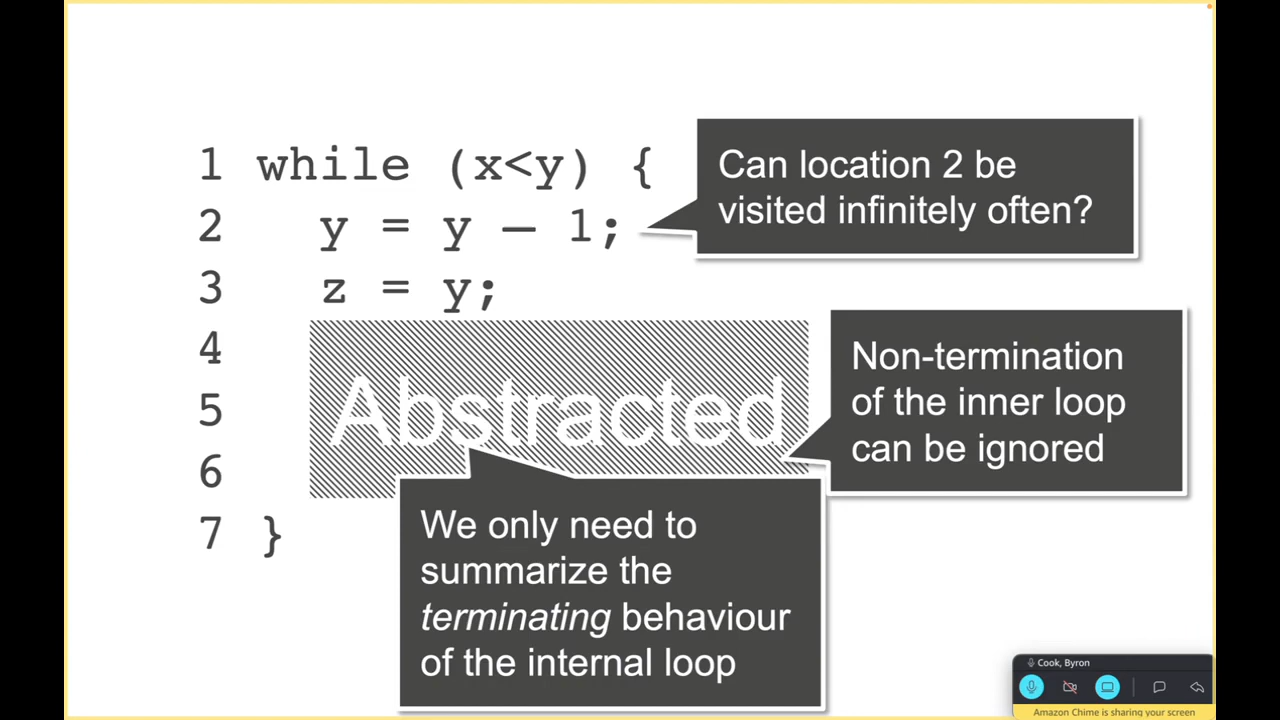 1 while (x<y) {
2 y = y – 1;
3 z = y;
4
5
6
7 }
Can location 2 be
visited infinitely often?
Abstracted
Non-termination
of the inner loop
can be ignored
We only need to
summarize the
terminating behaviour
of the internal loop
Cook, Byron
Amazon Chime is sharing your screen